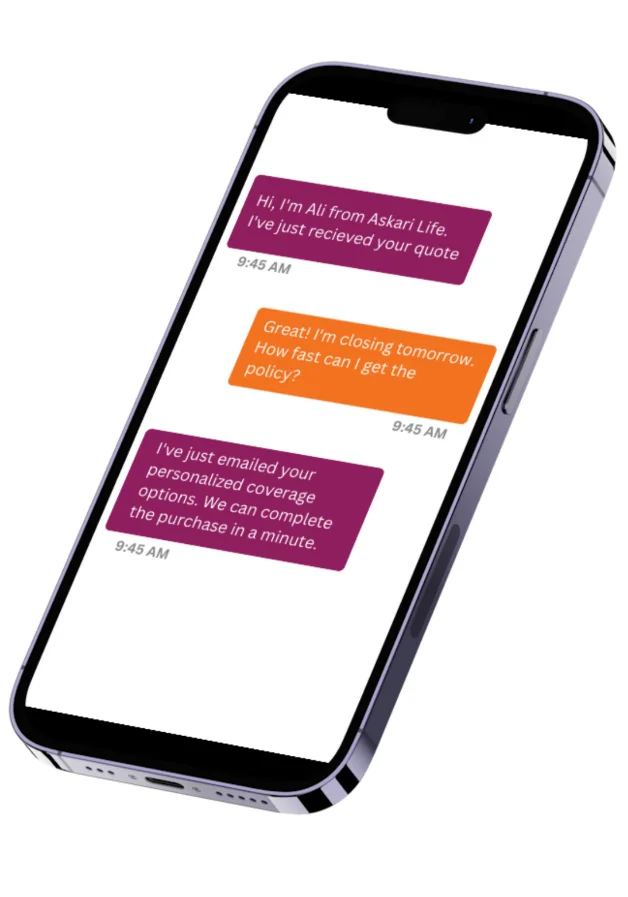 Hi, I'm Ali from Askari Life.
I've just recieved your quote
9:45 AM
Great! I'm closing tomorrow.
How fast can I get the
policy?
9:45 AM
I've just emailed your
personalized coverage
options. We can complete
the purchase in a minute.
9:45 AM